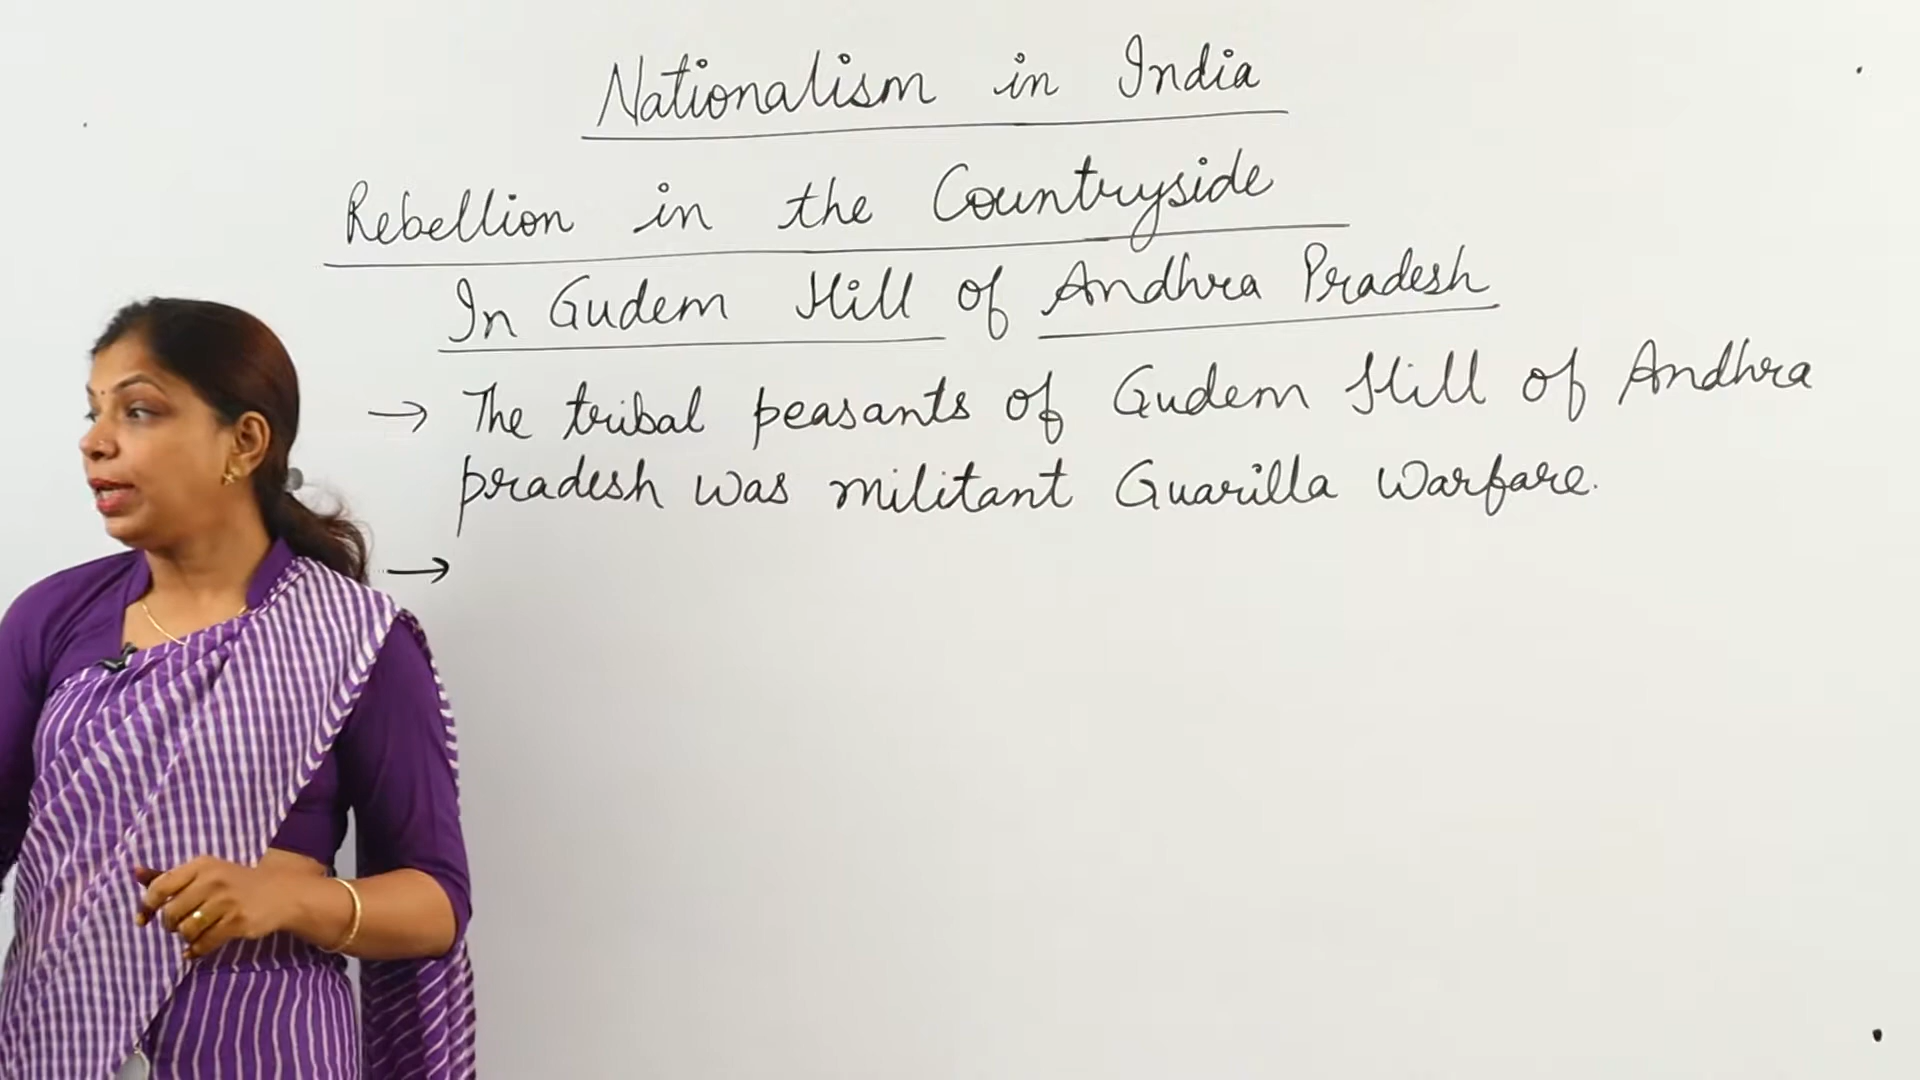 Nationalism in India
Rebellion in the Countryside
In Gudem Hill of Andhra Pradesh
→ The tribal peasants of Gudem Hill of Andhra
pradesh was militant Guarilla Warfare.
→